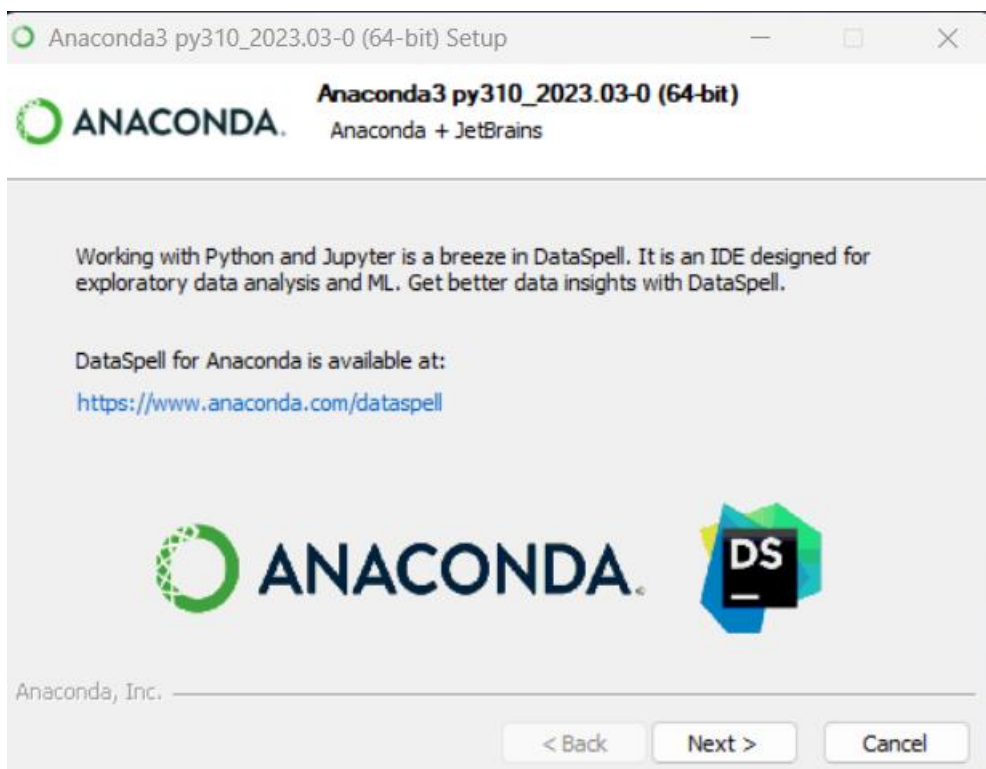 Anaconda3 py310_2023.03-0 (64-bit) Setup
Anaconda3 py310_2023.03-0 (64-bit)
ANACONDA.
Anaconda + JetBrains
Working with Python and Jupyter is a breeze in DataSpell. It is an IDE designed for
exploratory data analysis and ML. Get better data insights with DataSpell.
DataSpell for Anaconda is available at:
https://www.anaconda.com/dataspell
ANACONDA.
DS
Anaconda, Inc.
< Back Next > Cancel